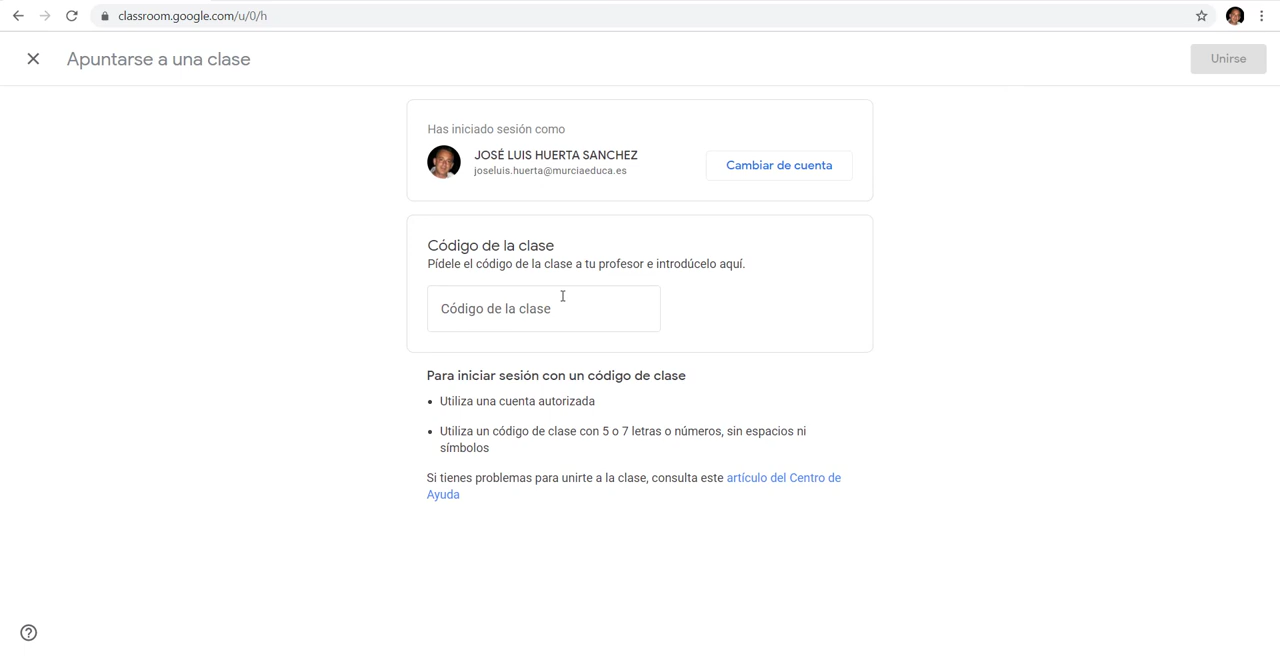 classroom.google.com/u/0/h
Apuntarse a una clase
Unirse
Has iniciado sesión como
JOSÉ LUIS HUERTA SANCHEZ
joseluis.huerta@murciaeduca.es
Cambiar de cuenta
Código de la clase
Pídele el código de la clase a tu profesor e introdúcelo aquí.
Código de la clase
Para iniciar sesión con un código de clase
• Utiliza una cuenta autorizada
• Utiliza un código de clase con 5 o 7 letras o números, sin espacios ni
símbolos
Si tienes problemas para unirte a la clase, consulta este artículo del Centro de
Ayuda